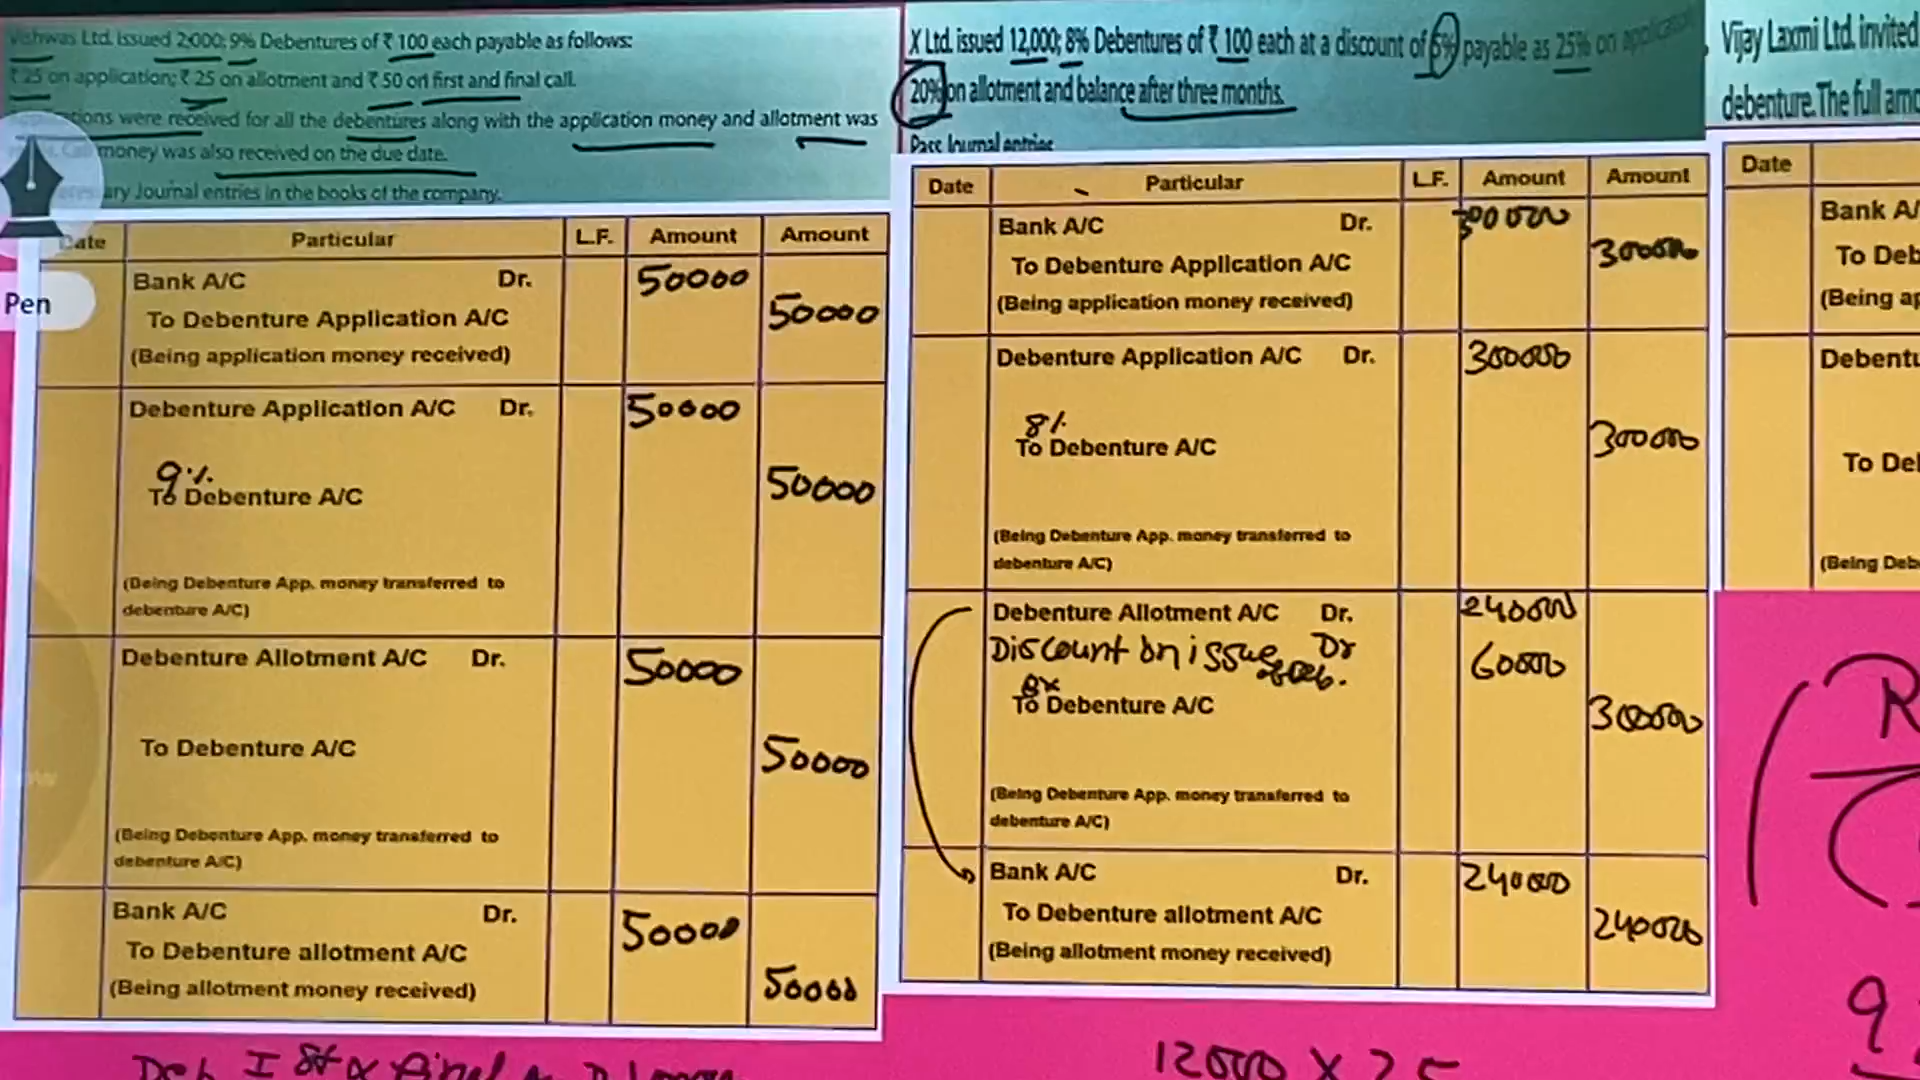 Vishwas Ltd. issued 2,000; 9% Debentures of ₹ 100 each payable as follows:
₹ 25 on application; ₹ 25 on allotment and ₹ 50 on first and final call.
were received for all the debentures along with the application money and allotment was
money was also received on the due date.
Journal entries in the books of the company.
Pen
Date Particular L.F. Amount Amount
Bank A/C Dr. 50000
To Debenture Application A/C 50000
(Being application money received)
Debenture Application A/C Dr. 50000
9%
To Debenture A/C 50000
(Being Debenture App. money transferred to
debenture A/C)
Debenture Allotment A/C Dr. 50000
To Debenture A/C 50000
(Being Debenture App. money transferred to
debenture A/C)
Bank A/C Dr. 50000
To Debenture allotment A/C 50000
(Being allotment money received)
X Ltd. issued 12,000; 8% Debentures of ₹ 100 each at a discount of 5% payable as 25% on application
20% on allotment and balance after three months.
Pass Journal entries
Date Particular L.F. Amount Amount
Bank A/C Dr. 300000
To Debenture Application A/C 300000
(Being application money received)
Debenture Application A/C Dr. 300000
8%
To Debenture A/C 300000
(Being Debenture App. money transferred to
debenture A/C)
Debenture Allotment A/C Dr. 240000
Discount on issue Dr 60000
To Debenture A/C 300000
(Being Debenture App. money transferred to
debenture A/C)
Bank A/C Dr. 240000
To Debenture allotment A/C 240000
(Being allotment money received)
12000 X 25
Vijay Laxmi Ltd. invited
debenture. The full
Date
Bank
To
(Being
To
(Being
R
9